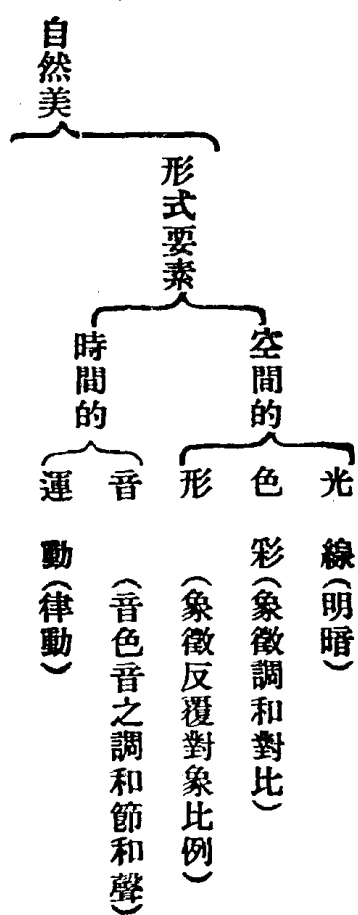 自然美
形式要素
空間的
光線(明暗)
色彩(象徵調和對比)
形(象徵反覆對象比例)
時間的
音(音色音之調和節和聲)
運動(律動)